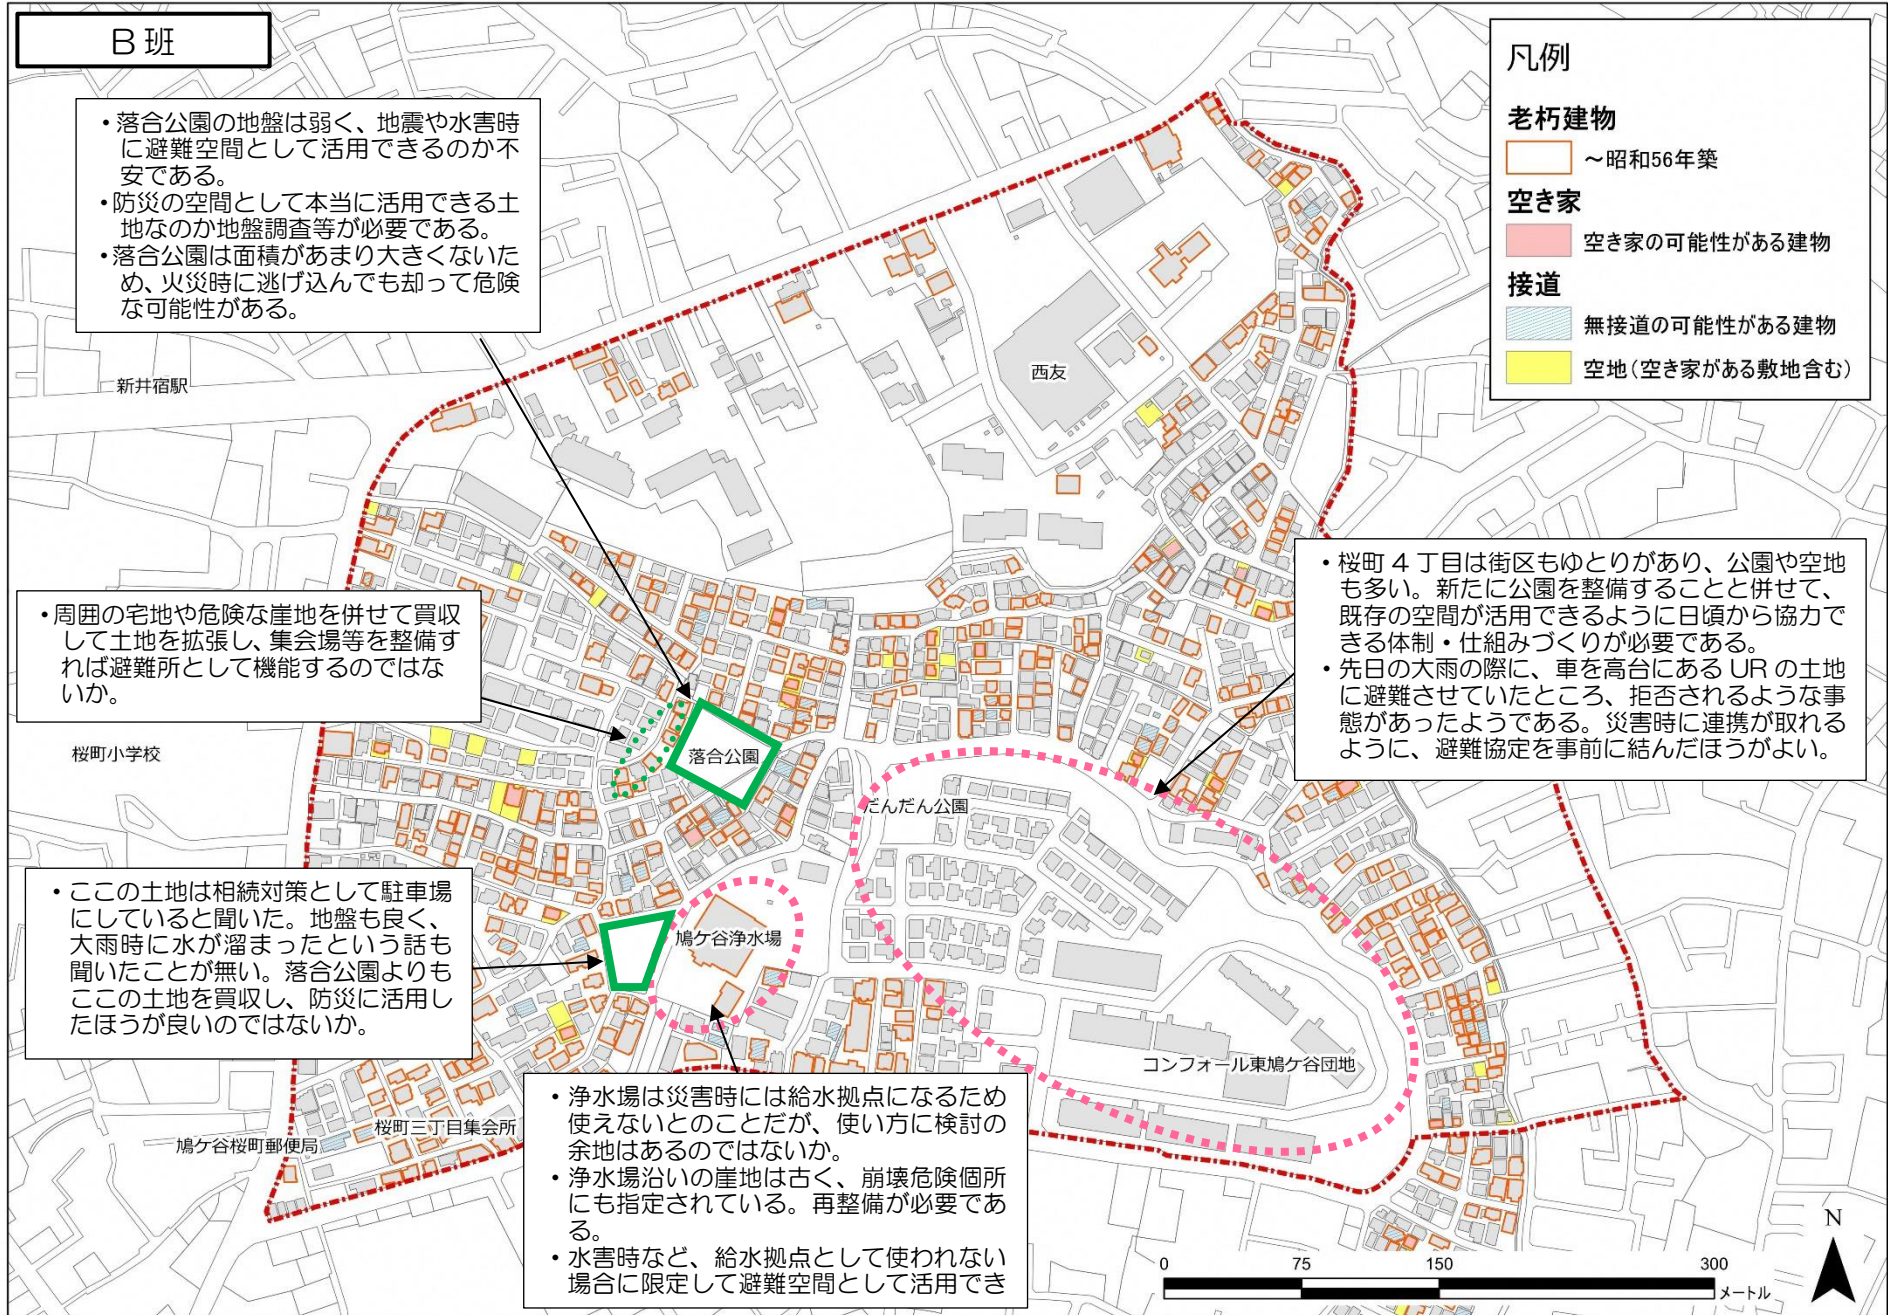 B班
・落合公園の地盤は弱く、地震や水害時
に避難空間として活用できるのか不
安である。
・防災の空間として本当に活用できる土
地なのか地盤調査等が必要である。
・落合公園は面積があまり大きくないた
め、火災時に逃げ込んでも却って危険
な可能性がある。
凡例
老朽建物
～昭和56年築
空き家
空き家の可能性がある建物
接道
無接道の可能性がある建物
空地(空き家がある敷地含む)
新井宿駅
西友
・周囲の宅地や危険な崖地を併せて買収
して土地を拡張し、集会場等を整備す
れば避難所として機能するのではな
いか。
・桜町4丁目は街区もゆとりがあり、公園や空地
も多い。新たに公園を整備することと併せて、
既存の空間が活用できるように日頃から協力で
きる体制・仕組みづくりが必要である。
・先日の大雨の際に、車を高台にあるURの土地
に避難させていたところ、拒否されるような事
態があったようである。災害時に連携が取れる
ように、避難協定を事前に結んだほうがよい。
桜町小学校
落合公園
だんだん公園
・ここの土地は相続対策として駐車場
にしていると聞いた。地盤も良く、
大雨時に水が溜まったという話も
聞いたことが無い。落合公園よりも
ここの土地を買収し、防災に活用し
たほうが良いのではないか。
鳩ケ谷浄水場
コンフォール東鳩ケ谷団地
桜町三丁目集会所
鳩ケ谷桜町郵便局
・浄水場は災害時には給水拠点になるため
使えないとのことだが、使い方に検討の
余地はあるのではないか。
・浄水場沿いの崖地は古く、崩壊危険個所
にも指定されている。再整備が必要であ
る。
・水害時など、給水拠点として使われない
場合に限定して避難空間として活用でき
N
0 75 150 300
メートル